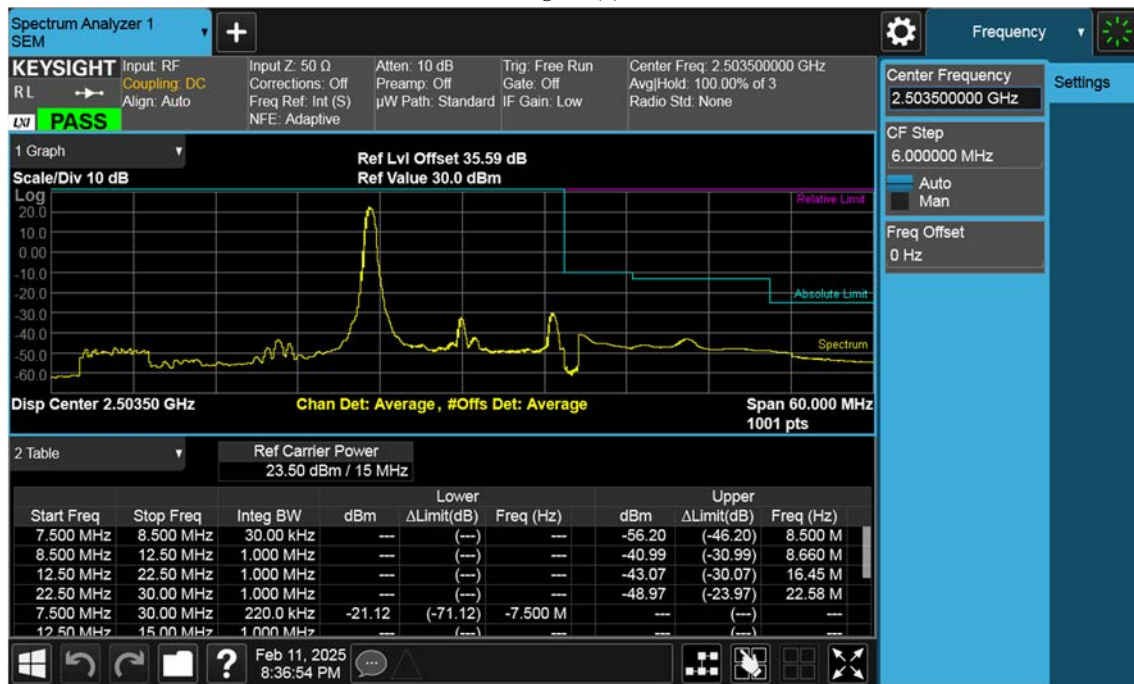 Spectrum Analyzer 1
SEM
Frequency
KEYSIGHT
RL
LXI PASS
Input: RF
Coupling: DC
Align: Auto
Input Z: 50 Ω
Corrections: Off
Freq Ref: Int (S)
NFE: Adaptive
Atten: 10 dB
Preamp: Off
µW Path: Standard
Trig: Free Run
Gate: Off
IF Gain: Low
Center Freq: 2.503500000 GHz
Avg|Hold: 100.00% of 3
Radio Std: None
Center Frequency
2.503500000 GHz
Settings
CF Step
6.000000 MHz
Auto
Man
Freq Offset
0 Hz
1 Graph
Scale/Div 10 dB
Ref Lvl Offset 35.59 dB
Ref Value 30.0 dBm
Log
Relative Limit
20.0
10.0
0.00
-10.0
-20.0
Absolute Limit
-30.0
-40.0
Spectrum
-50.0
-60.0
Disp Center 2.50350 GHz
Chan Det: Average, #Offs Det: Average
Span 60.000 MHz
1001 pts
2 Table
Ref Carrier Power
23.50 dBm / 15 MHz
Lower Upper
Start Freq Stop Freq Integ BW dBm ΔLimit(dB) Freq (Hz) dBm ΔLimit(dB) Freq (Hz)
7.500 MHz 8.500 MHz 30.00 kHz --- (---) --- -56.20 (-46.20) 8.500 M
8.500 MHz 12.50 MHz 1.000 MHz --- (---) --- -40.99 (-30.99) 8.660 M
12.50 MHz 22.50 MHz 1.000 MHz --- (---) --- -43.07 (-30.07) 16.45 M
22.50 MHz 30.00 MHz 1.000 MHz --- (---) --- -48.97 (-23.97) 22.58 M
7.500 MHz 30.00 MHz 220.0 kHz -21.12 (-71.12) -7.500 M --- (---) ---
12.50 MHz 15.00 MHz 1.000 MHz --- (---) --- --- (---) ---
Feb 11, 2025
8:36:54 PM